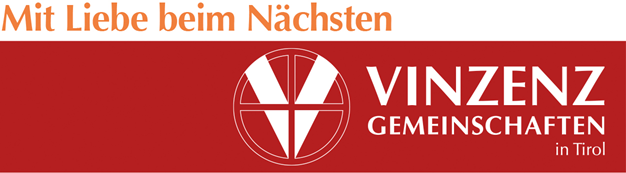 Mit Liebe beim Nächsten
VINZENZ
GEMEINSCHAFTEN
in Tirol